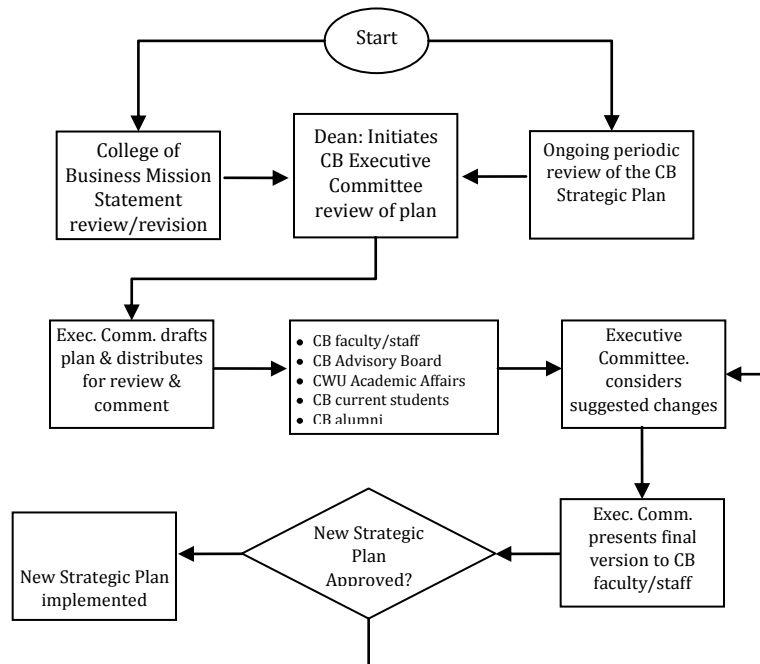 Start
College of
Business Mission
Statement
review/revision
Dean: Initiates
CB Executive
Committee
review of plan
Ongoing periodic
review of the CB
Strategic Plan
Exec. Comm. drafts
plan & distributes
for review &
comment
• CB faculty/staff
• CB Advisory Board
• CWU Academic Affairs
• CB current students
• CB alumni
Executive
Committee.
considers
suggested changes
Exec. Comm.
presents final
version to CB
faculty/staff
New Strategic
Plan
Approved?
New Strategic Plan
implemented